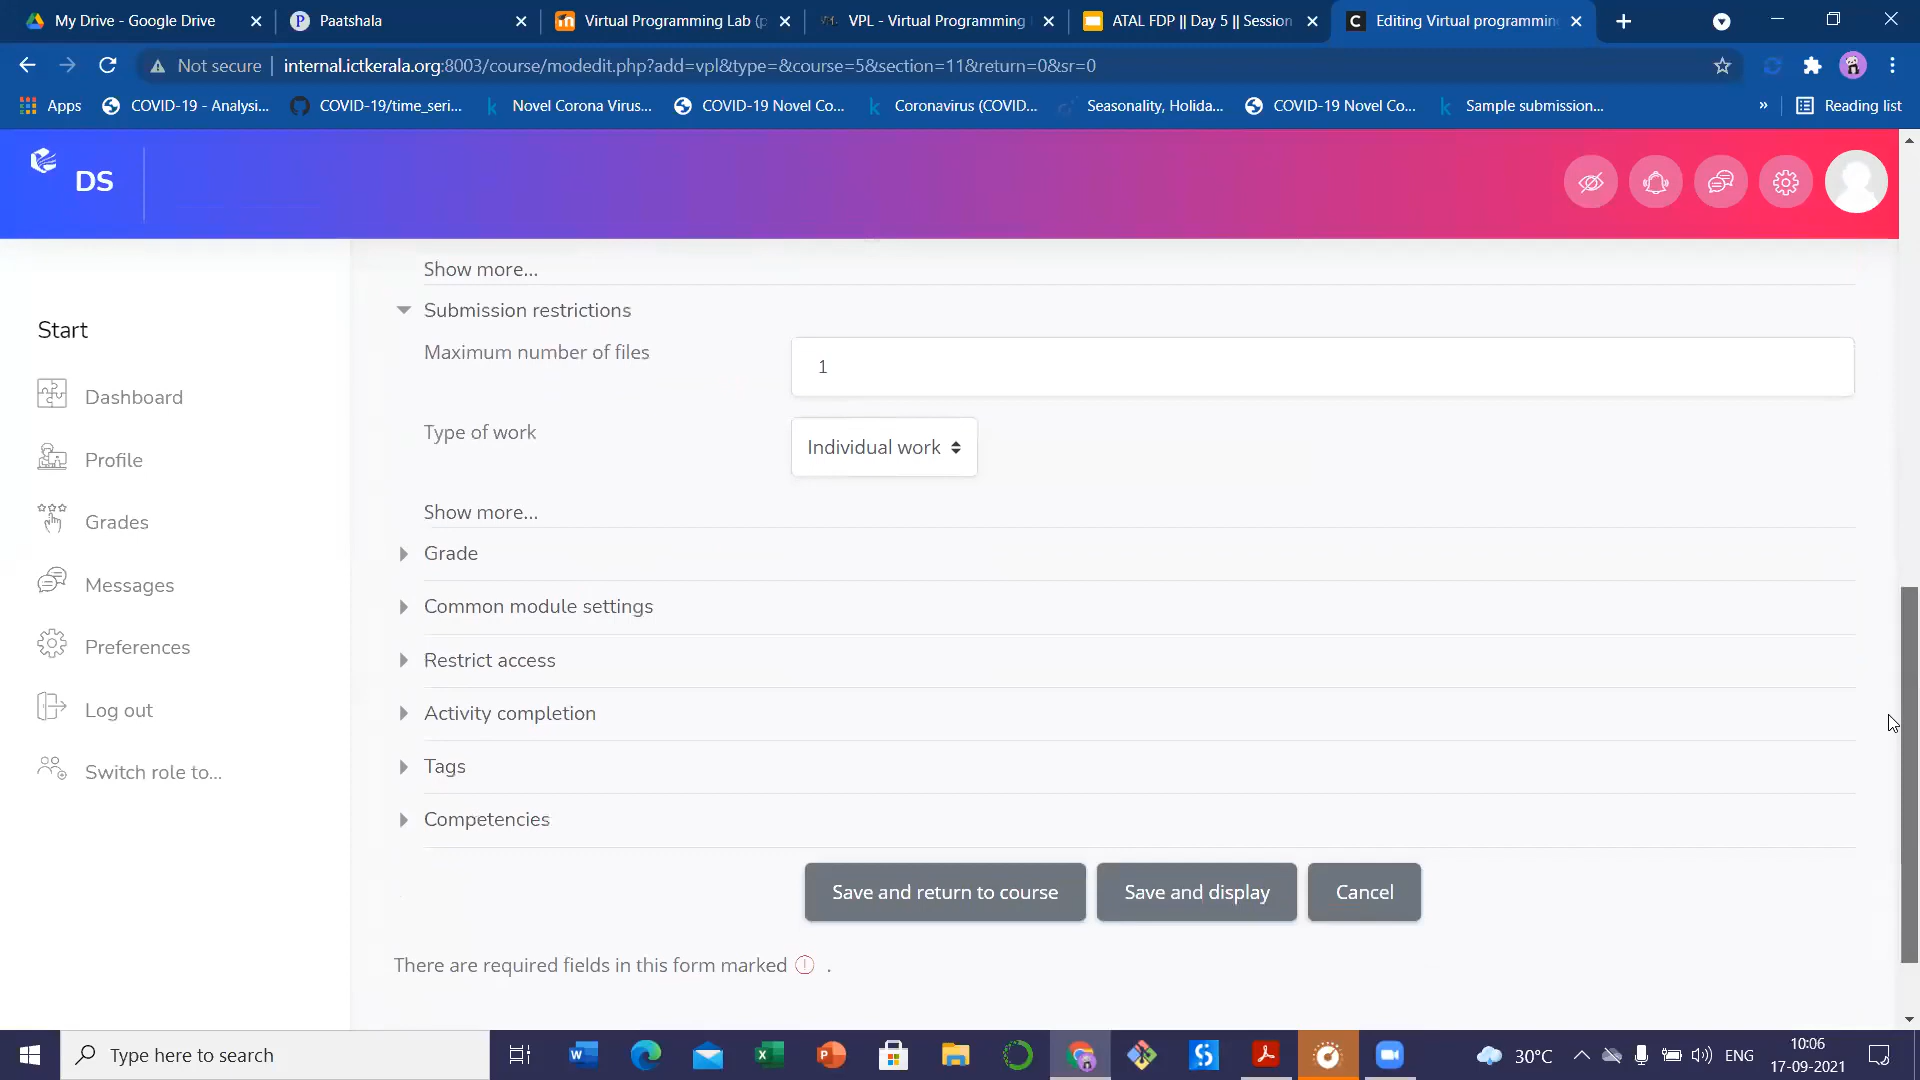 My Drive - Google Drive
Paatshala
Virtual Programming Lab (p
VPL - Virtual Programming
ATAL FDP || Day 5 || Session
Editing Virtual programmin
Not secure
internal.ictkerala.org:8003/course/modedit.php?add=vpl&type=&course=5&section=11&return=0&sr=0
Apps
COVID-19 - Analysi...
COVID-19/time_seri...
Novel Corona Virus...
COVID-19 Novel Co...
Coronavirus (COVID...
Seasonality, Holida...
COVID-19 Novel Co...
Sample submission...
»
Reading list
DS
Start
Dashboard
Profile
Grades
Messages
Preferences
Log out
Switch role to...
Show more...
Submission restrictions
Maximum number of files
1
Type of work
Individual work
Show more...
Grade
Common module settings
Restrict access
Activity completion
Tags
Competencies
Save and return to course
Save and display
Cancel
There are required fields in this form marked .
Type here to search
30°C
ENG
10:06
17-09-2021